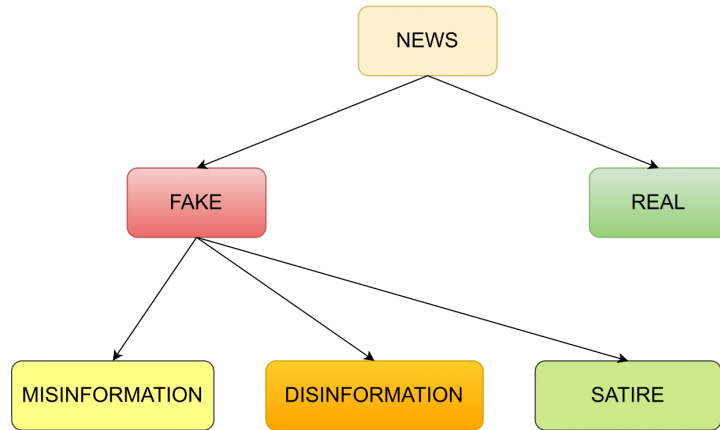 NEWS
FAKE
REAL
MISINFORMATION
DISINFORMATION
SATIRE